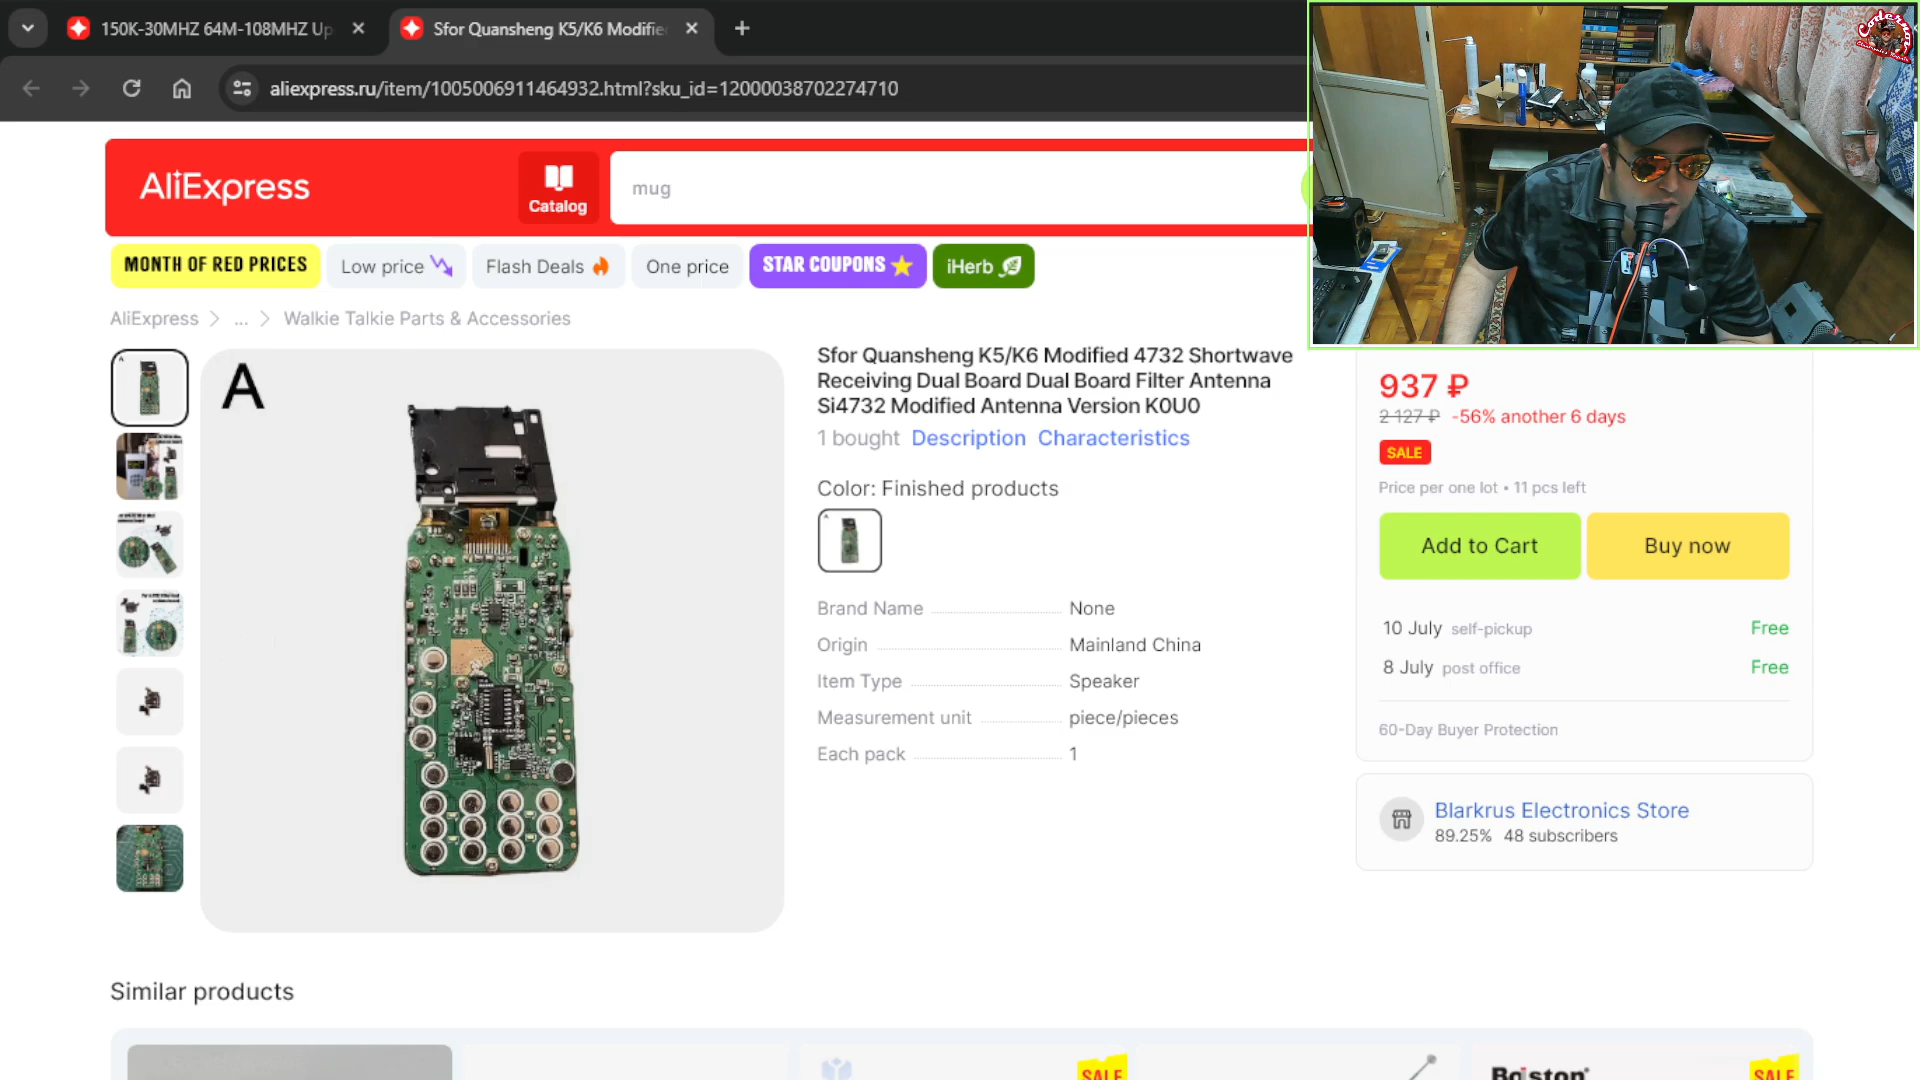 150K-30MHZ 64M-108MHZ Up
Sfor Quansheng K5/K6 Modifie
aliexpress.ru/item/1005006911464932.html?sku_id=12000038702274710
AliExpress
Catalog
mug
MONTH OF RED PRICES
Low price
Flash Deals
One price
STAR COUPONS
iHerb
AliExpress
...
Walkie Talkie Parts & Accessories
A
Sfor Quansheng K5/K6 Modified 4732 Shortwave
Receiving Dual Board Dual Board Filter Antenna
Si4732 Modified Antenna Version K0U0
1 bought Description Characteristics
Color: Finished products
Brand Name None
Origin Mainland China
Item Type Speaker
Measurement unit piece/pieces
Each pack 1
937 ₽
2 127 ₽ -56% another 6 days
SALE
Price per one lot • 11 pcs left
Add to Cart
Buy now
10 July self-pickup Free
8 July post office Free
60-Day Buyer Protection
Blarkrus Electronics Store
89.25% 48 subscribers
Similar products
SALE
Boston
SALE